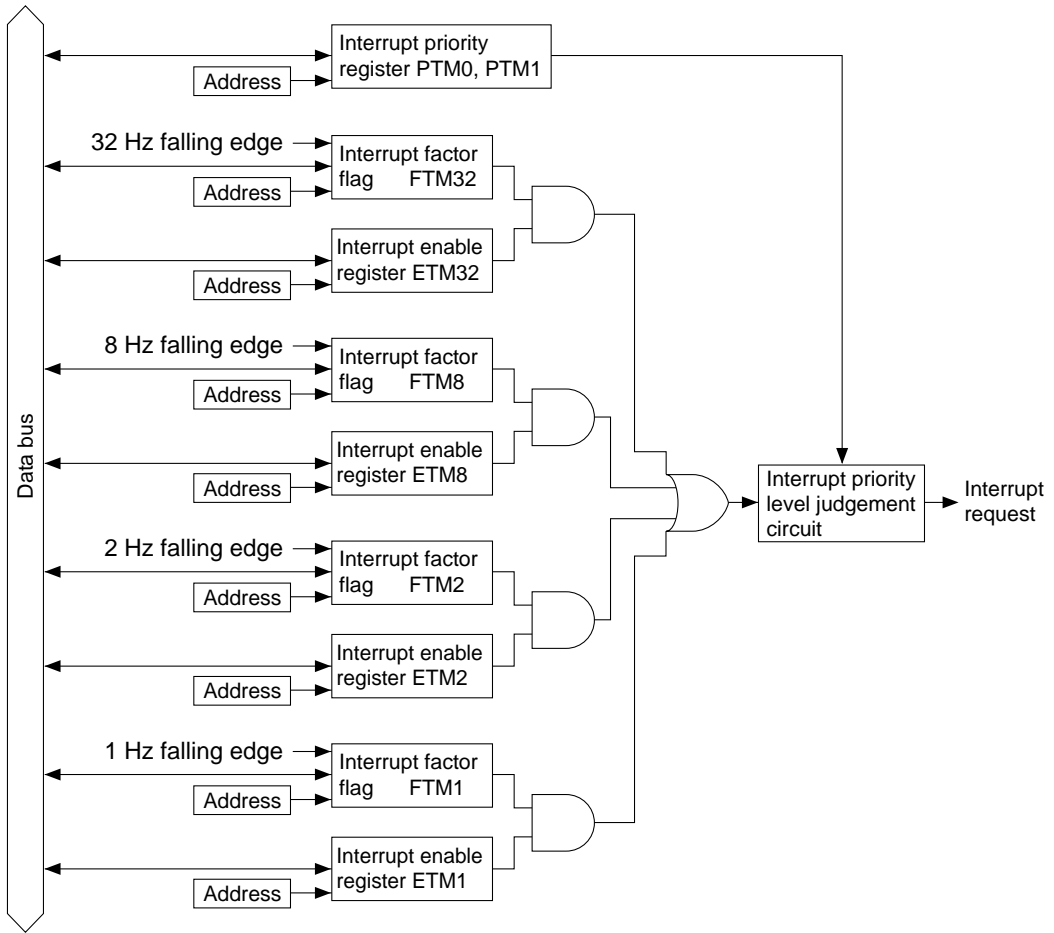 Data bus
Interrupt priority
register PTM0, PTM1
Address
32 Hz falling edge
Interrupt factor
flag FTM32
Address
Interrupt enable
register ETM32
Address
8 Hz falling edge
Interrupt factor
flag FTM8
Address
Interrupt enable
register ETM8
Address
2 Hz falling edge
Interrupt factor
flag FTM2
Address
Interrupt enable
register ETM2
Address
1 Hz falling edge
Interrupt factor
flag FTM1
Address
Interrupt enable
register ETM1
Address
Interrupt priority
level judgement
circuit
Interrupt
request